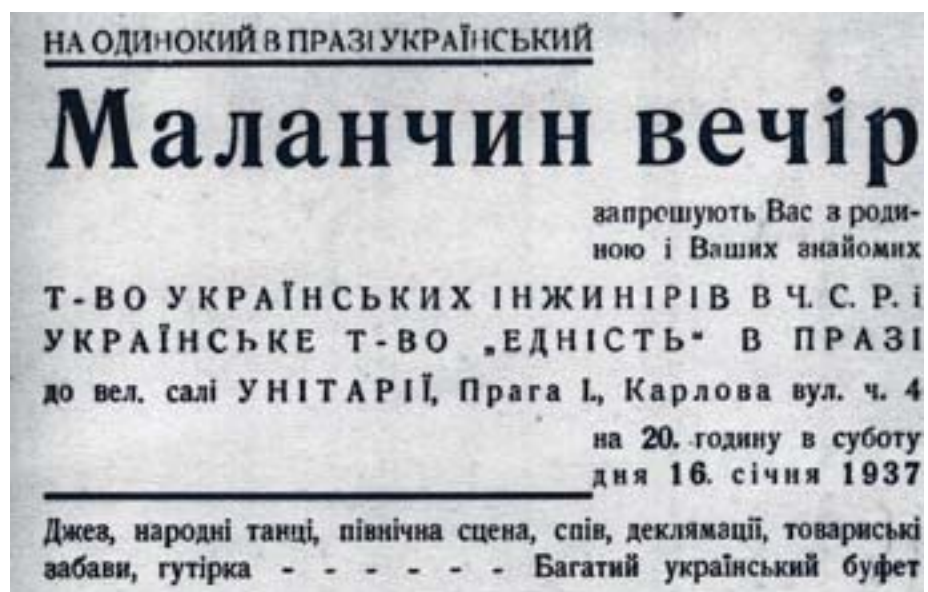 НА ОДИНОКИЙ В ПРАЗІ УКРАЇНСЬКИЙ
Маланчин вечір
запрошують Вас з роди-
ною і Ваших знайомих
Т-ВО УКРАЇНСЬКИХ ІНЖИНІРІВ В Ч. С. Р. і
УКРАЇНСЬКЕ Т-ВО „ЕДНІСТЬ“ В ПРАЗІ
до вел. салі УНІТАРІЇ, Прага І., Карлова вул. ч. 4
на 20. годину в суботу
дня 16. січня 1937
Джез, народні танці, північна сцена, спів, деклямації, товариські
забави, гутірка - - - - - - Багатий український буфет